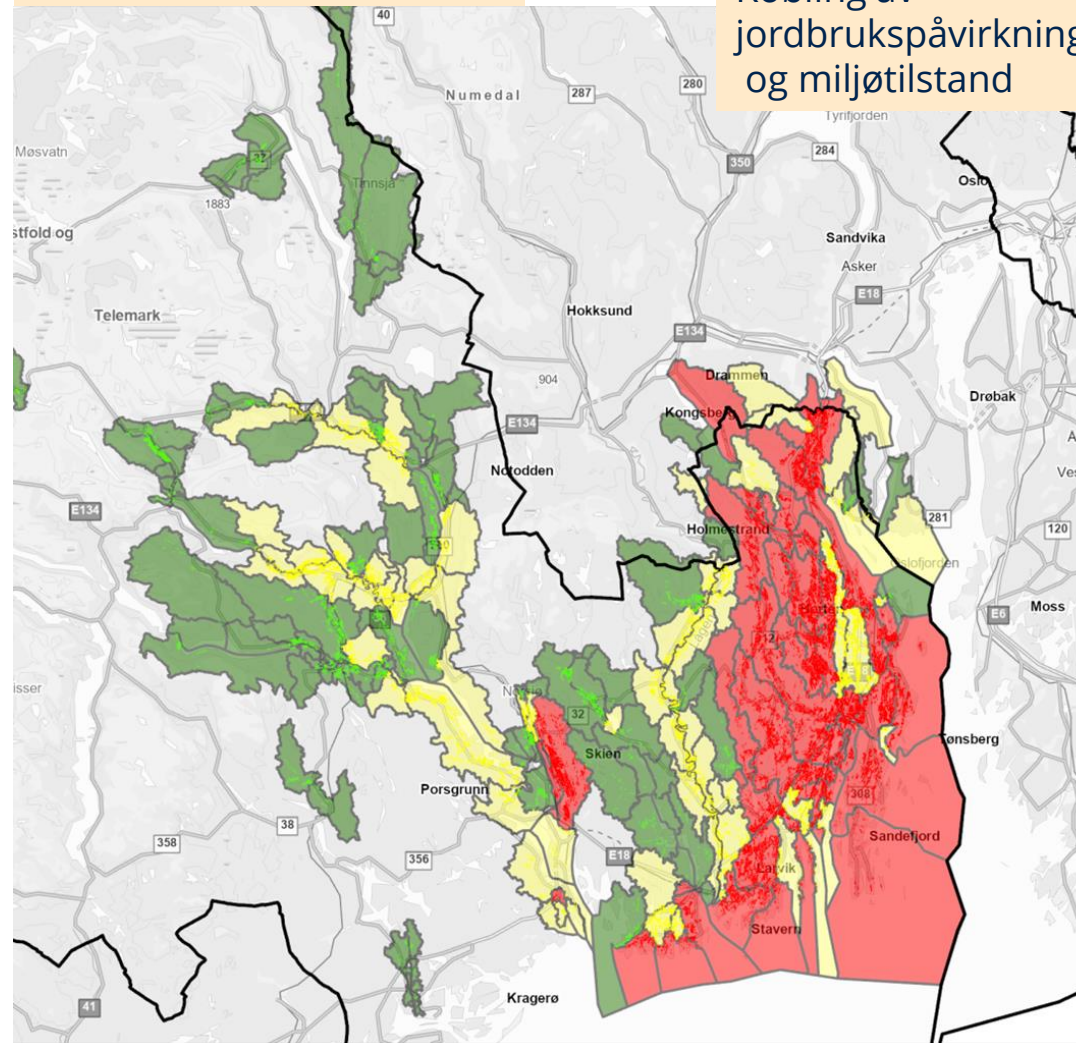 jordbrukspåvirkning
og miljøtilstand
40
Numedal
287
280
Tyrifjorden
Møsvatn
284
350
Oslo
Tinnsjå
1883
Sandvika
Asker
E18
Telemark
Hokksund
E134
904
Drammen
Drøbak
Kongsberg
E134
Notodden
E134
Holmestrand
281
120
Oslofjorden
E6
Moss
32
Skien
Tønsberg
Porsgrunn
308
38
358
356
E18
Sandefjord
Larvik
Stavern
Kragerø
41